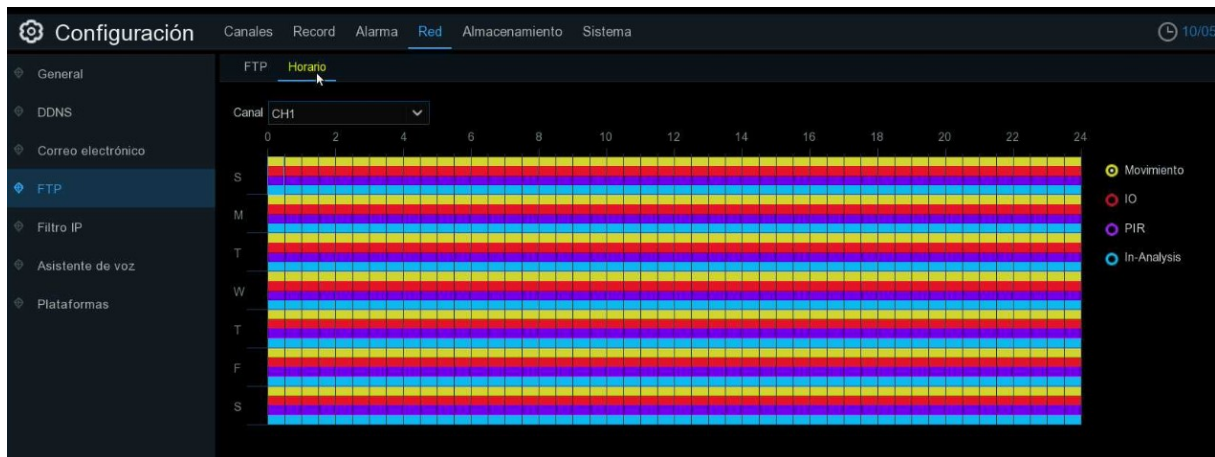 Configuración Canales Record Alarma Red Almacenamiento Sistema 10/05
General
DDNS
Correo electrónico
FTP
Filtro IP
Asistente de voz
Plataformas
FTP Horario
Canal CH1
0 2 4 6 8 10 12 14 16 18 20 22 24
S
M
T
W
T
F
S
Movimiento
IO
PIR
In-Analysis